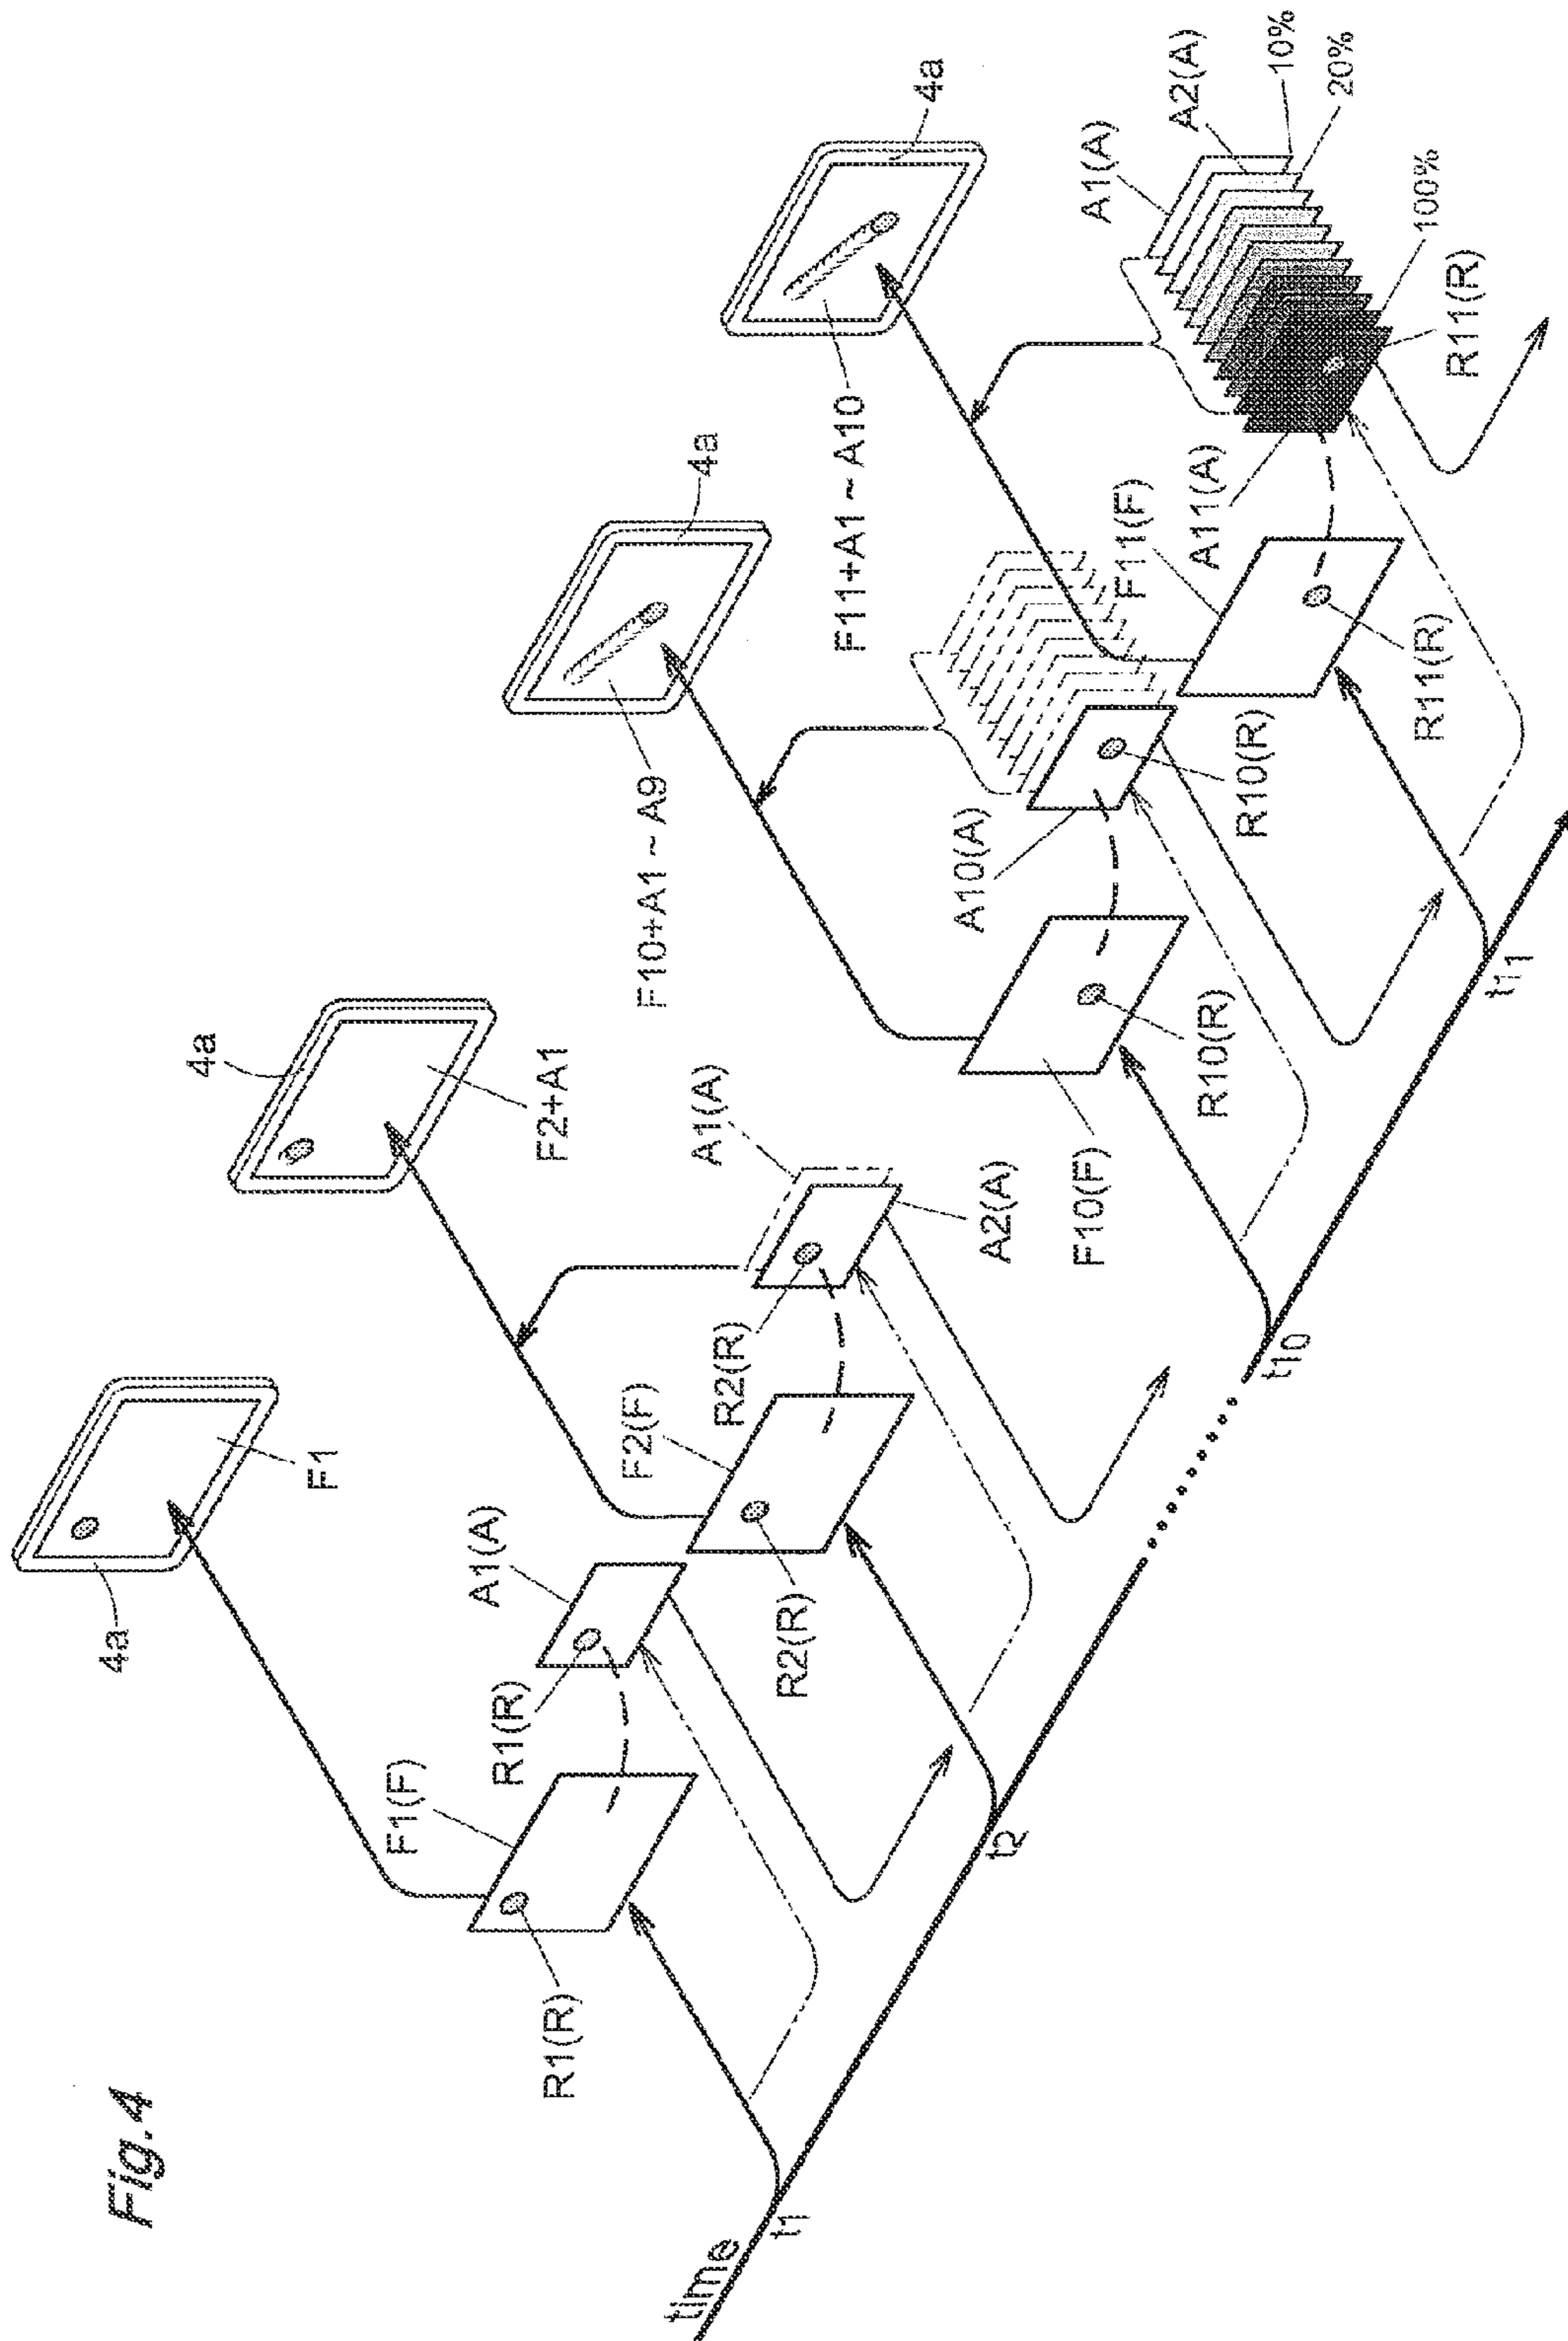 Fig.4
time
t1
t2
t10
t11
R1(R)
F1(F)
4a
F1
R1(R)
A1(A)
R2(R)
F2(F)
4a
F2+A1
R2(R)
A1(A)
A2(A)
F10(F)
R10(R)
4a
F10+A1 ~ A9
A10(A)
R10(R)
F11(F)
R11(R)
4a
F11+A1 ~ A10
A11(A)
A1(A)
A2(A)
10%
20%
100%
R11(R)